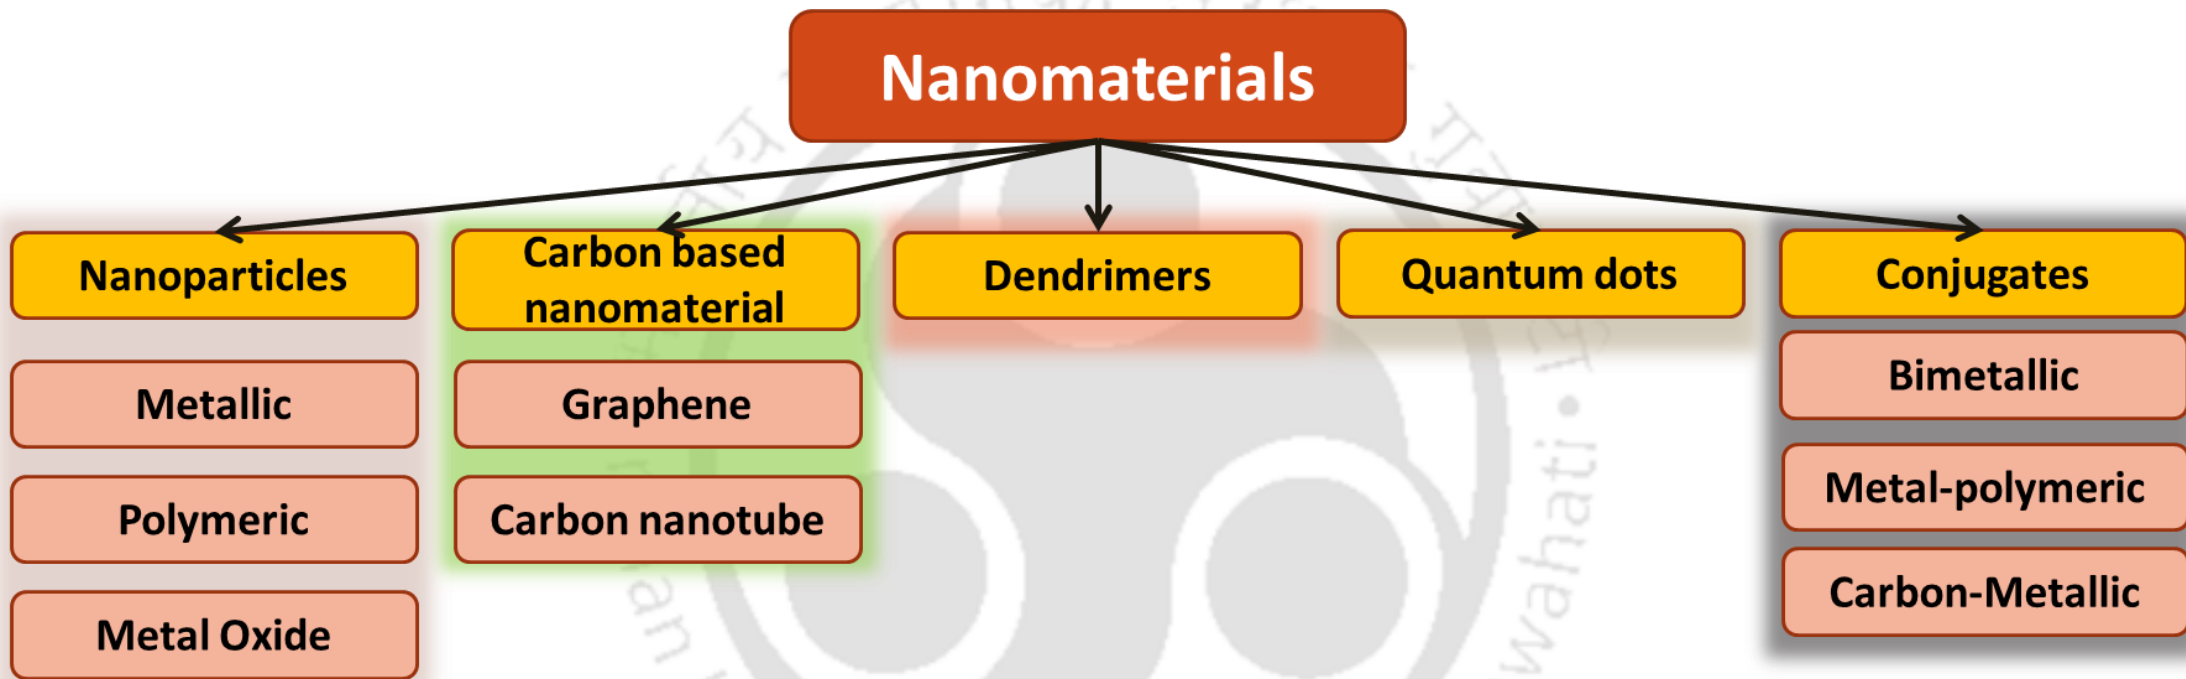 Nanomaterials
Nanoparticles
Metallic
Polymeric
Metal Oxide
Carbon based
nanomaterial
Graphene
Carbon nanotube
Dendrimers
Quantum dots
Conjugates
Bimetallic
Metal-polymeric
Carbon-Metallic